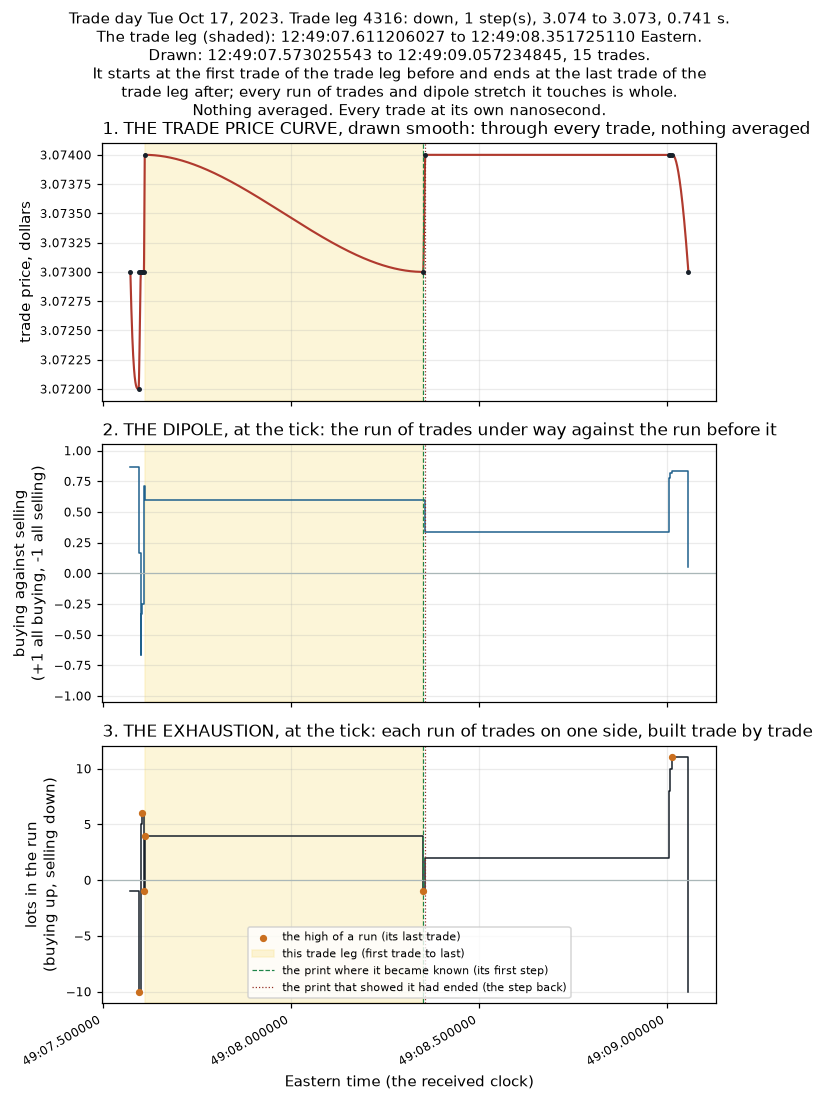 Trade day Tue Oct 17, 2023. Trade leg 4316: down, 1 step(s), 3.074 to 3.073, 0.741 s.
The trade leg (shaded): 12:49:07.611206027 to 12:49:08.351725110 Eastern.
Drawn: 12:49:07.573025543 to 12:49:09.057234845, 15 trades.
It starts at the first trade of the trade leg before and ends at the last trade of the
trade leg after; every run of trades and dipole stretch it touches is whole.
Nothing averaged. Every trade at its own nanosecond.
1. THE TRADE PRICE CURVE, drawn smooth: through every trade, nothing averaged
3.07400
3.07375
3.07350
3.07325
3.07300
3.07275
3.07250
3.07225
3.07200
trade price, dollars
2. THE DIPOLE, at the tick: the run of trades under way against the run before it
1.00
0.75
0.50
0.25
0.00
−0.25
−0.50
−0.75
−1.00
buying against selling
(+1 all buying, -1 all selling)
3. THE EXHAUSTION, at the tick: each run of trades on one side, built trade by trade
10
5
0
−5
−10
lots in the run
(buying up, selling down)
the high of a run (its last trade)
this trade leg (first trade to last)
the print where it became known (its first step)
the print that showed it had ended (the step back)
49:07.500000
49:08.000000
49:08.500000
49:09.000000
Eastern time (the received clock)